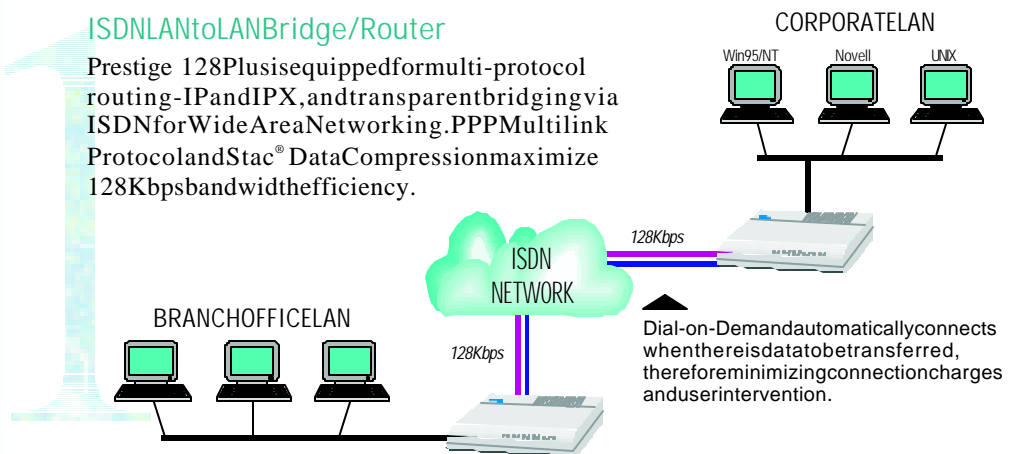 ISDNLANtoLANBridge/Router
Prestige 128Plusisequippedformulti-protocol
routing-IPandIPX,andtransparentbridgingvia
ISDNforWideAreaNetworking.PPPMultilink
ProtocolandStac® DataCompressionmaximize
128Kbpsbandwidthefficiency.
1
CORPORATELAN
Win95/NT Novell UNIX
128Kbps
ISDN
NETWORK
Dial-on-Demandautomaticallyconnects
whenthereisdatatobetransferred,
thereforeminimizingconnectioncharges
anduserintervention.
BRANCHOFFICELAN
128Kbps